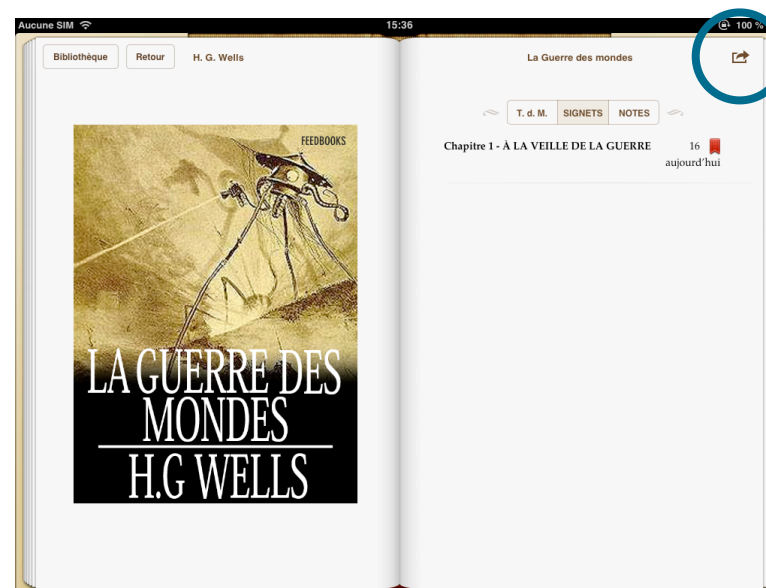 Aucune SIM 15:36 100 %
Bibliothèque Retour H. G. Wells
La Guerre des mondes
T. d. M. SIGNETS NOTES
Chapitre 1 - À LA VEILLE DE LA GUERRE 16
aujourd'hui
FEEDBOOKS
LA GUERRE DES
MONDES
H.G WELLS